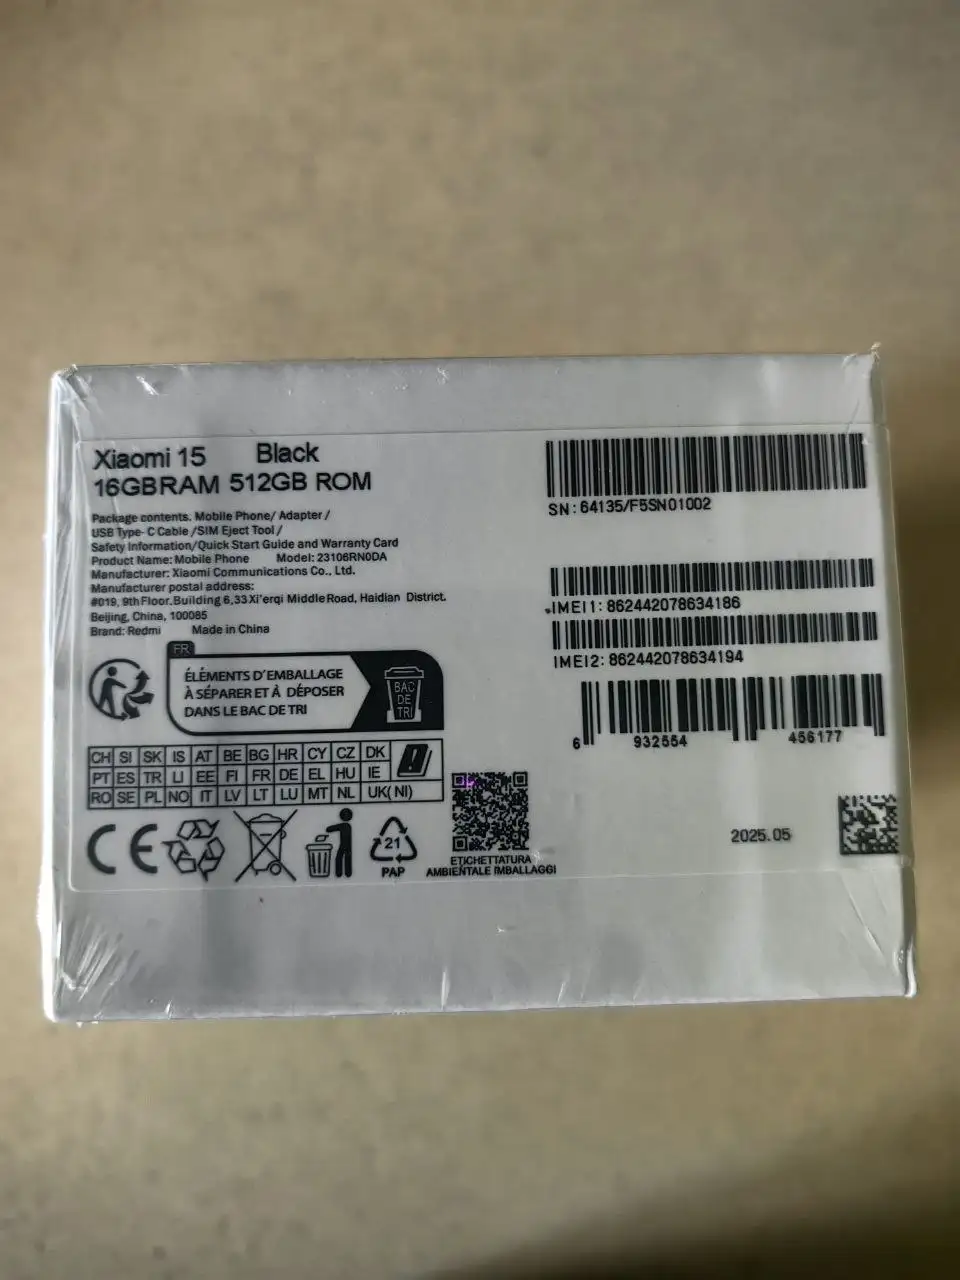 Xiaomi 15 Black
16GBRAM 512GB ROM
Package contents. Mobile Phone/ Adapter /
USB Type- C Cable /SIM Eject Tool /
Safety Information/Quick Start Guide and Warranty Card
Product Name: Mobile Phone Model: 23106RN0DA
Manufacturer: Xiaomi Communications Co., Ltd.
Manufacturer postal address:
#019, 9th Floor, Building 6,33 Xi'erqi Middle Road, Haidian District.
Beijing, China, 100085
Brand: Redmi Made in China
FR
ÉLÉMENTS D'EMBALLAGE
À SÉPARER ET À DÉPOSER
DANS LE BAC DE TRI
BAC
DE
TRI
CH SI SK IS AT BE BG HR CY CZ DK
PT ES TR LI EE FI FR DE EL HU IE
RO SE PL NO IT LV LT LU MT NL UK( NI)
CE
21
PAP
ETICHETTATURA
AMBIENTALE IMBALLAGGI
SN: 64135/F5SN01002
IMEI1: 862442078634186
IMEI2: 862442078634194
6 932554 456177
2025.05